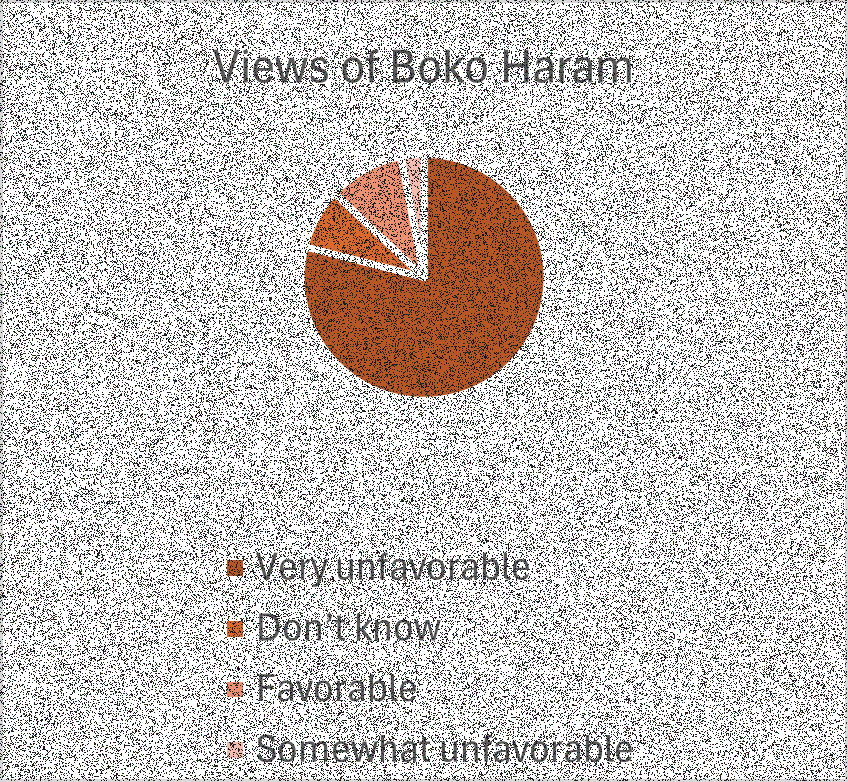 Views of Boko Haram
Very unfavorable
Don't know
Favorable
Somewhat unfavorable